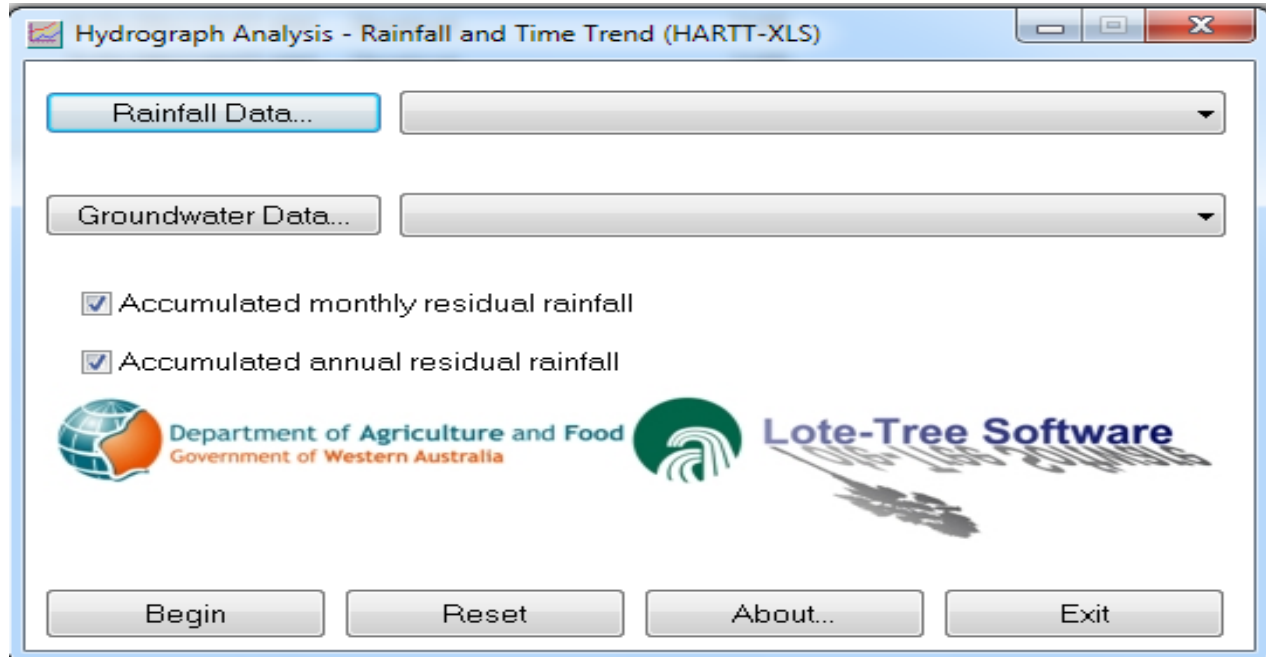 Hydrograph Analysis - Rainfall and Time Trend (HARTT-XLS)
Rainfall Data...
Groundwater Data...
Accumulated monthly residual rainfall
Accumulated annual residual rainfall
Department of Agriculture and Food
Government of Western Australia
Lote-Tree Software
Begin
Reset
About...
Exit